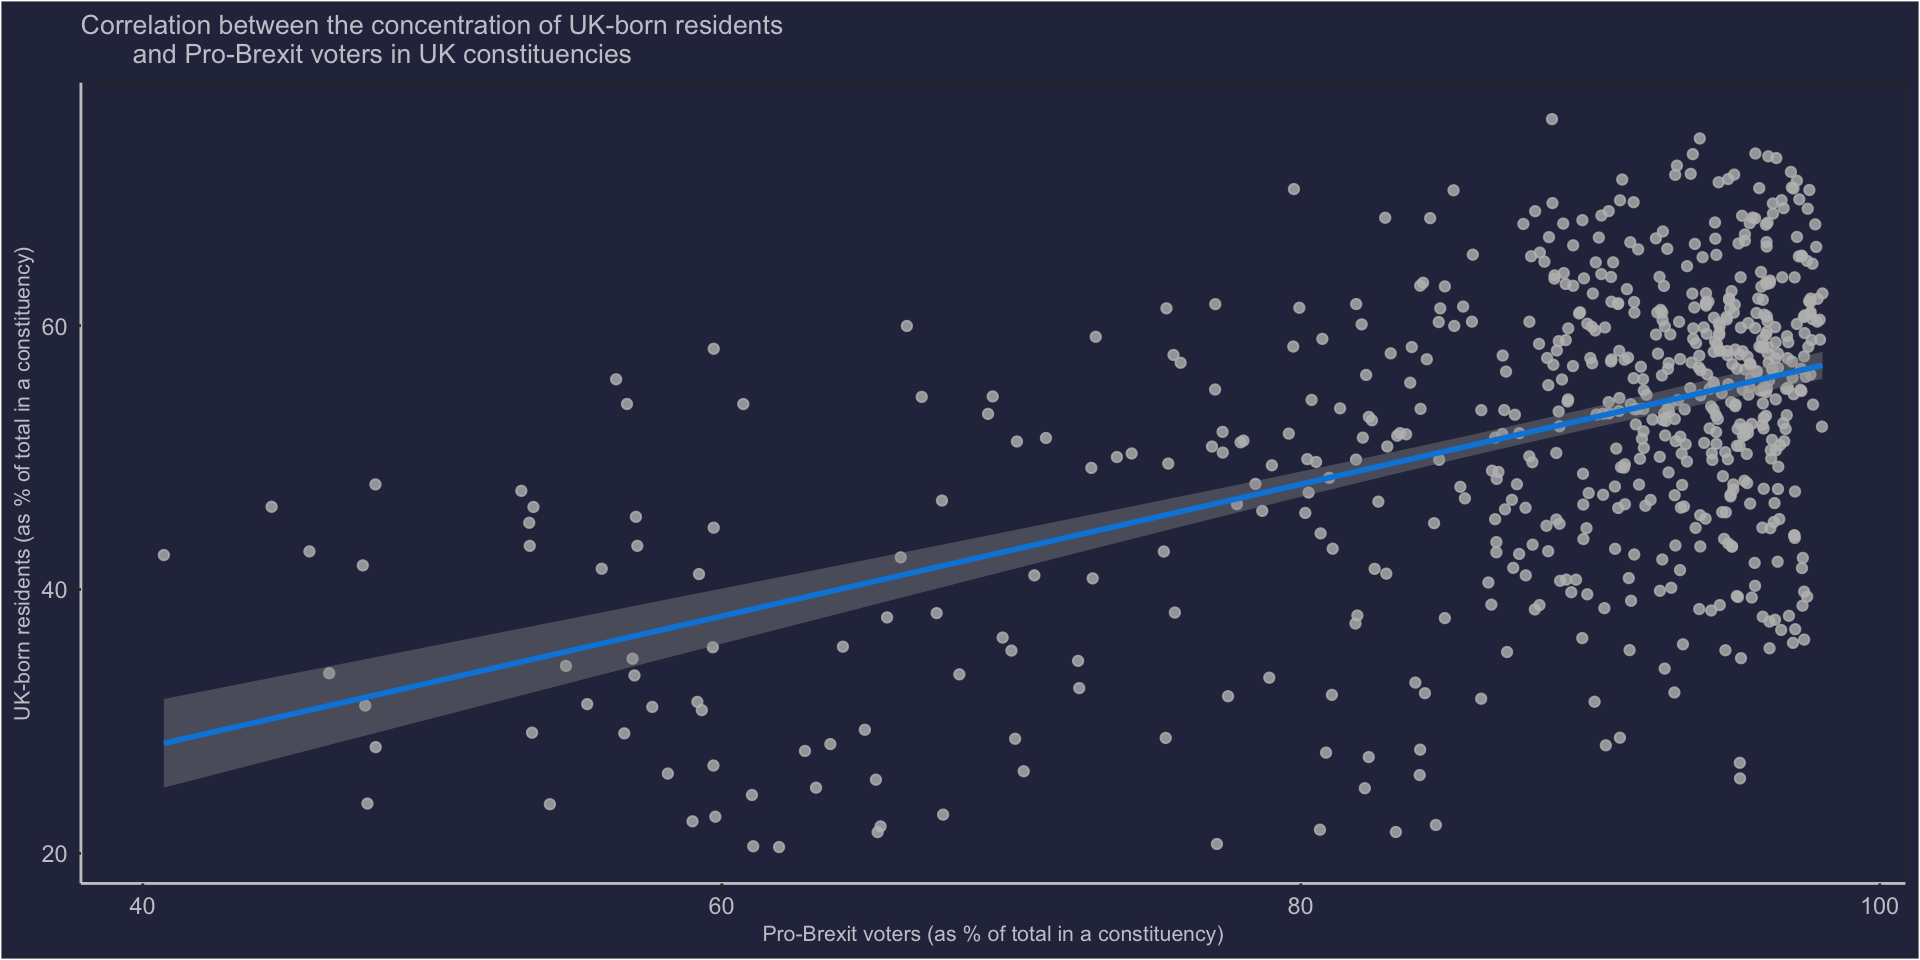 Correlation between the concentration of UK-born residents
and Pro-Brexit voters in UK constituencies
UK-born residents (as % of total in a constituency)
60
40
20
40 60 80 100
Pro-Brexit voters (as % of total in a constituency)